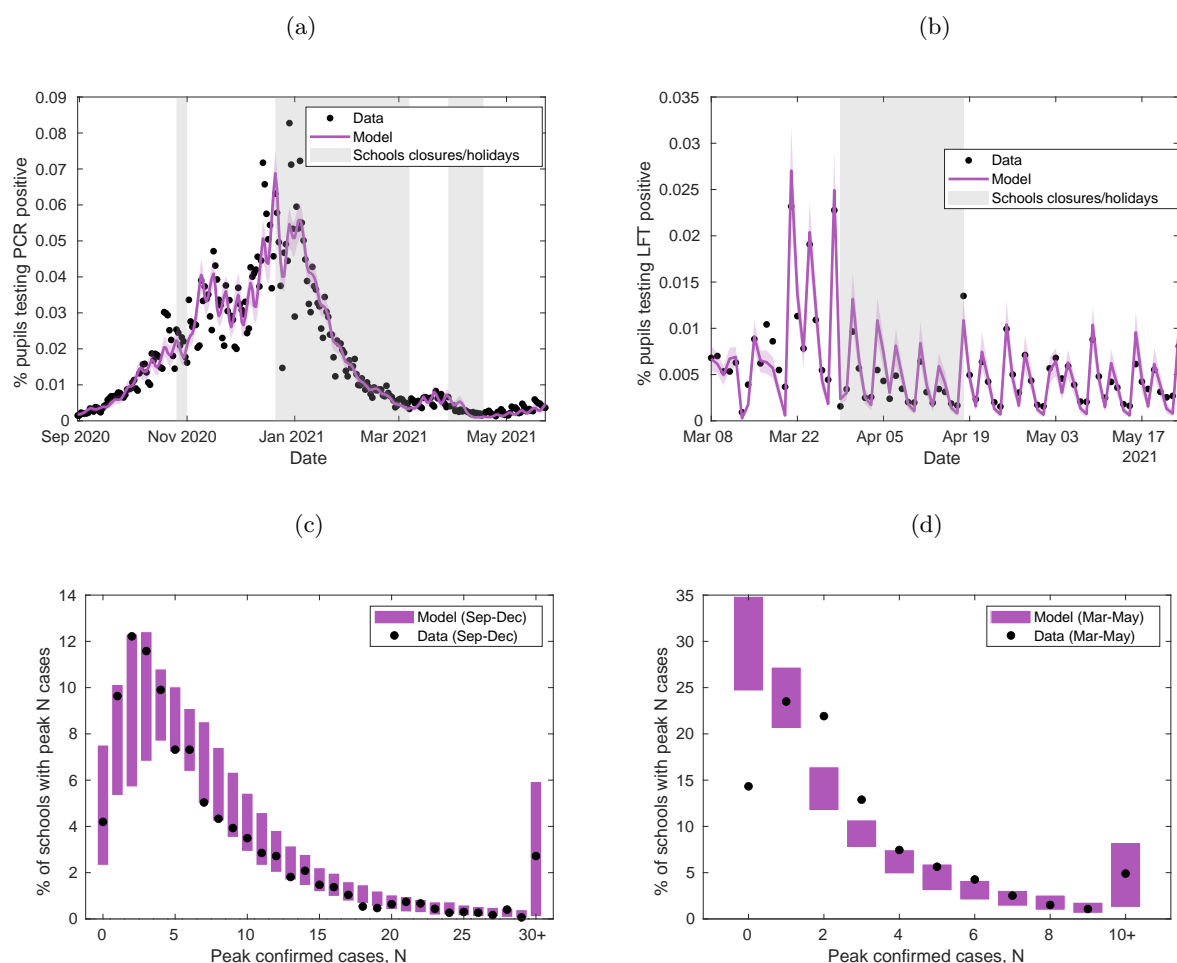 (a)
0.09
0.08
0.07
0.06
0.05
0.04
0.03
0.02
0.01
0
% pupils testing PCR positive
Data
Model
Schools closures/holidays
Sep 2020
Nov 2020
Jan 2021
Mar 2021
May 2021
Date
(b)
0.035
0.03
0.025
0.02
0.015
0.01
0.005
0
% pupils testing LFT positive
Data
Model
Schools closures/holidays
Mar 08
Mar 22
Apr 05
Apr 19
May 03
May 17
2021
Date
(c)
14
12
10
8
6
4
2
0
% of schools with peak N cases
Model (Sep-Dec)
Data (Sep-Dec)
0
5
10
15
20
25
30+
Peak confirmed cases, N
(d)
35
30
25
20
15
10
5
0
% of schools with peak N cases
Model (Mar-May)
Data (Mar-May)
0
2
4
6
8
10+
Peak confirmed cases, N